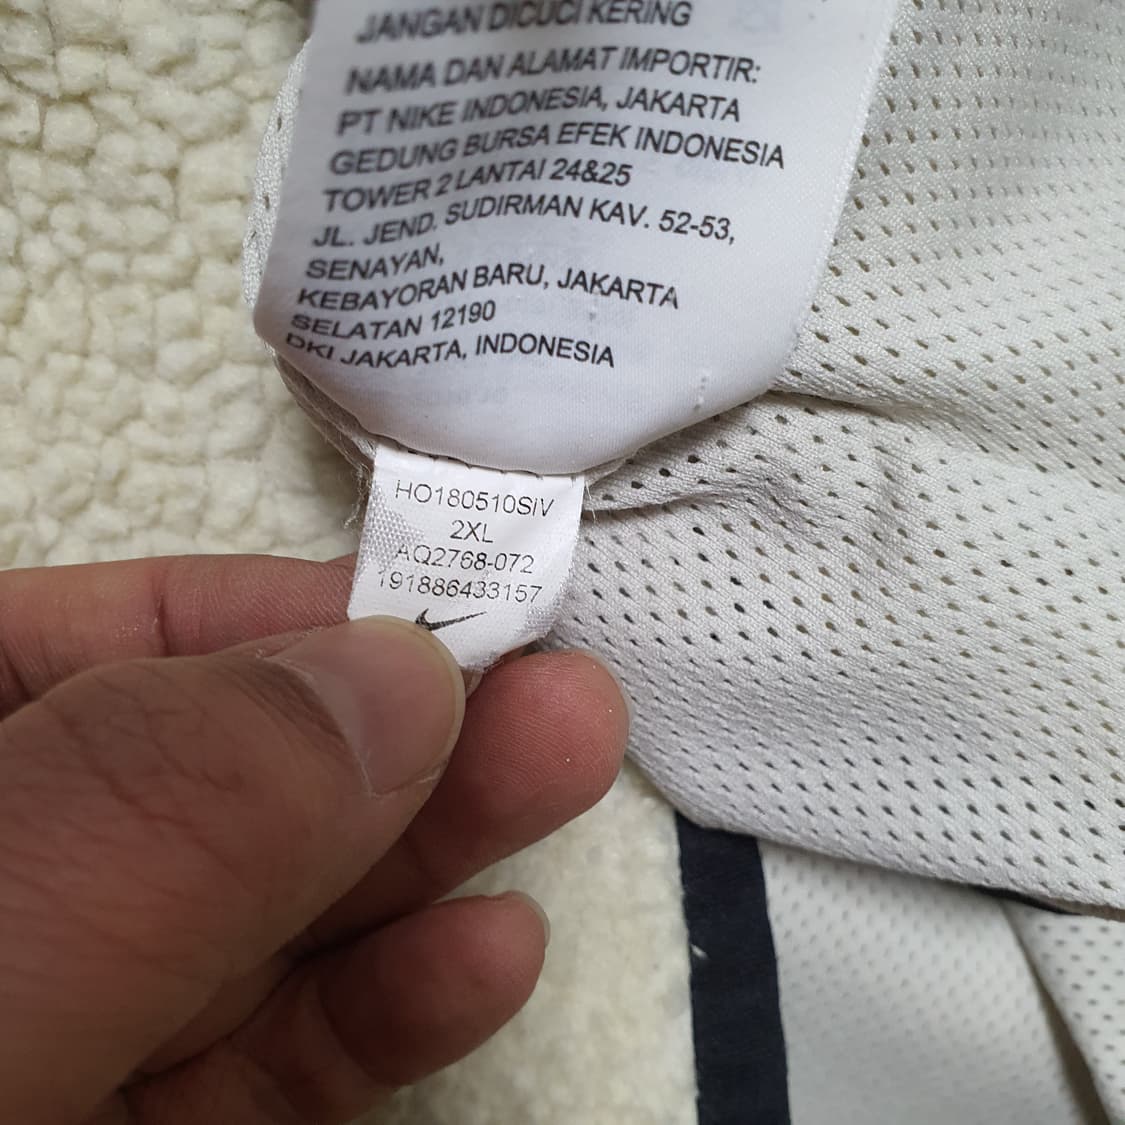 JANGAN DICUCI KERING
NAMA DAN ALAMAT IMPORTIR:
PT NIKE INDONESIA, JAKARTA
GEDUNG BURSA EFEK INDONESIA
TOWER 2 LANTAI 24&25
JL. JEND. SUDIRMAN KAV. 52-53,
SENAYAN,
KEBAYORAN BARU, JAKARTA
SELATAN 12190
DKI JAKARTA, INDONESIA
HO180510SIV
2XL
AQ2768-072
191886433157